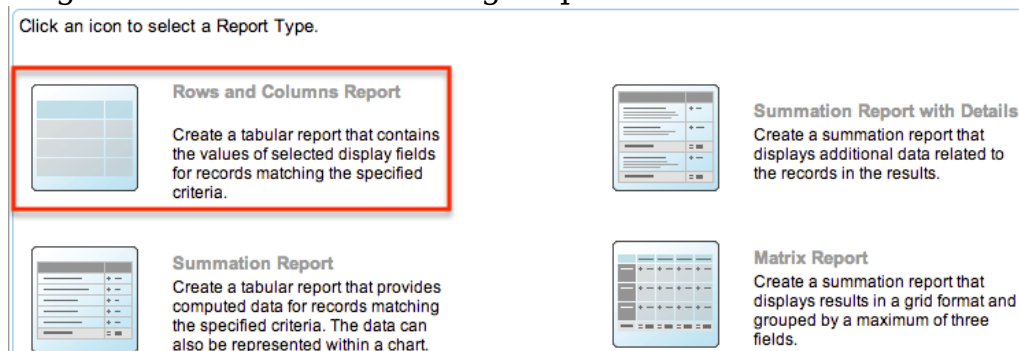 Click an icon to select a Report Type.
Rows and Columns Report
Create a tabular report that contains
the values of selected display fields
for records matching the specified
criteria.
Summation Report with Details
Create a summation report that
displays additional data related to
the records in the results.
Summation Report
Create a tabular report that provides
computed data for records matching
the specified criteria. The data can
also be represented within a chart.
Matrix Report
Create a summation report that
displays results in a grid format and
grouped by a maximum of three
fields.